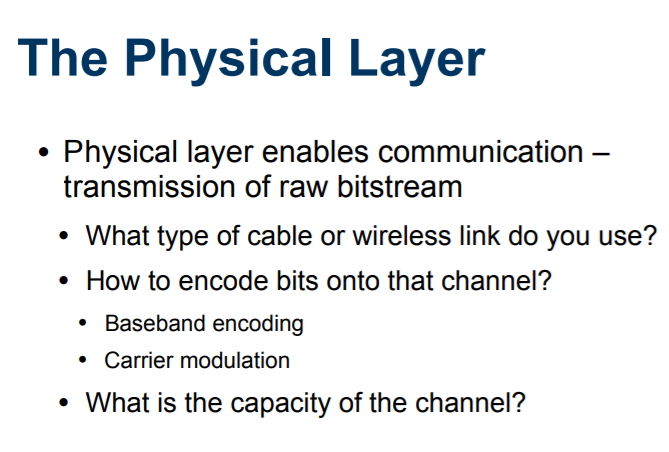 The Physical Layer
• Physical layer enables communication –
transmission of raw bitstream
• What type of cable or wireless link do you use?
• How to encode bits onto that channel?
• Baseband encoding
• Carrier modulation
• What is the capacity of the channel?